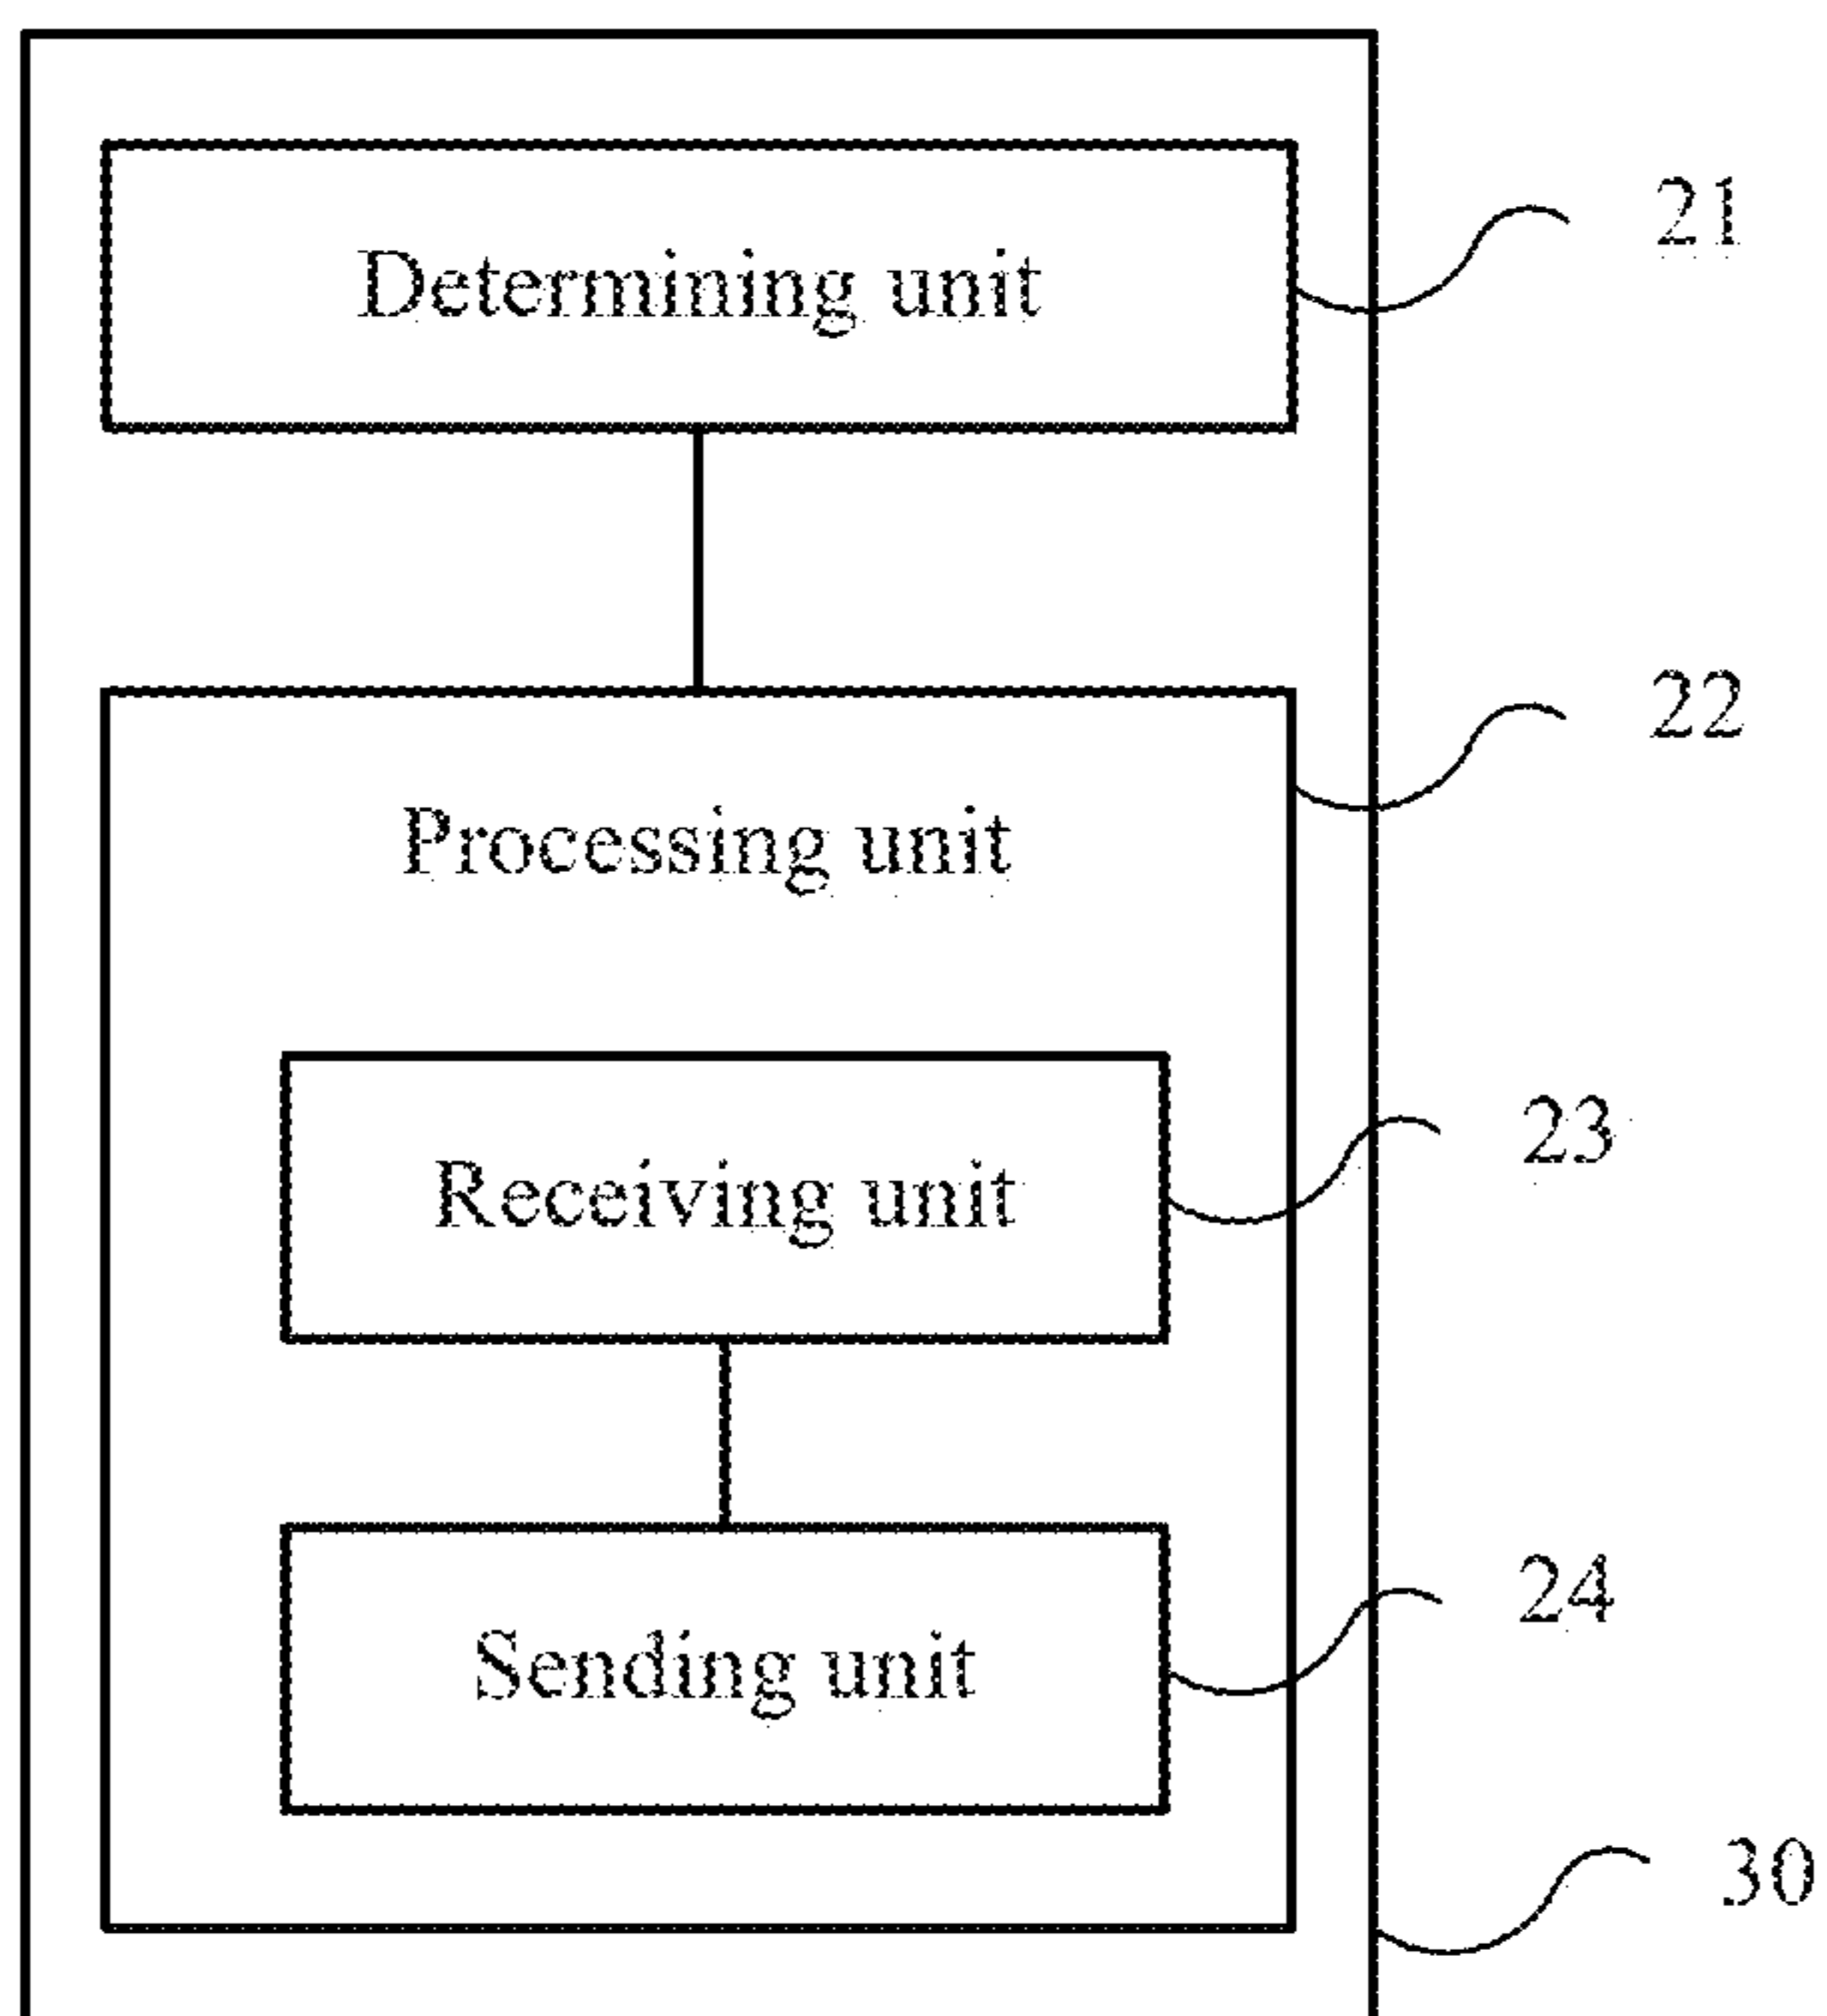 Determining unit
21
Processing unit
22
Receiving unit
23
Sending unit
24
30